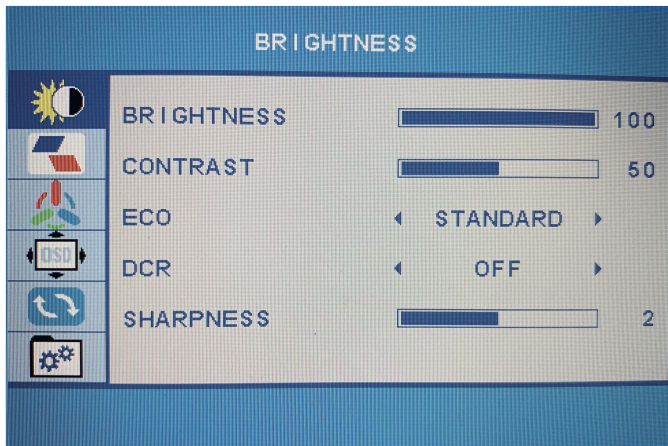 BRIGHTNESS
BRIGHTNESS 100
CONTRAST 50
ECO STANDARD
DCR OFF
OSD
SHARPNESS 2